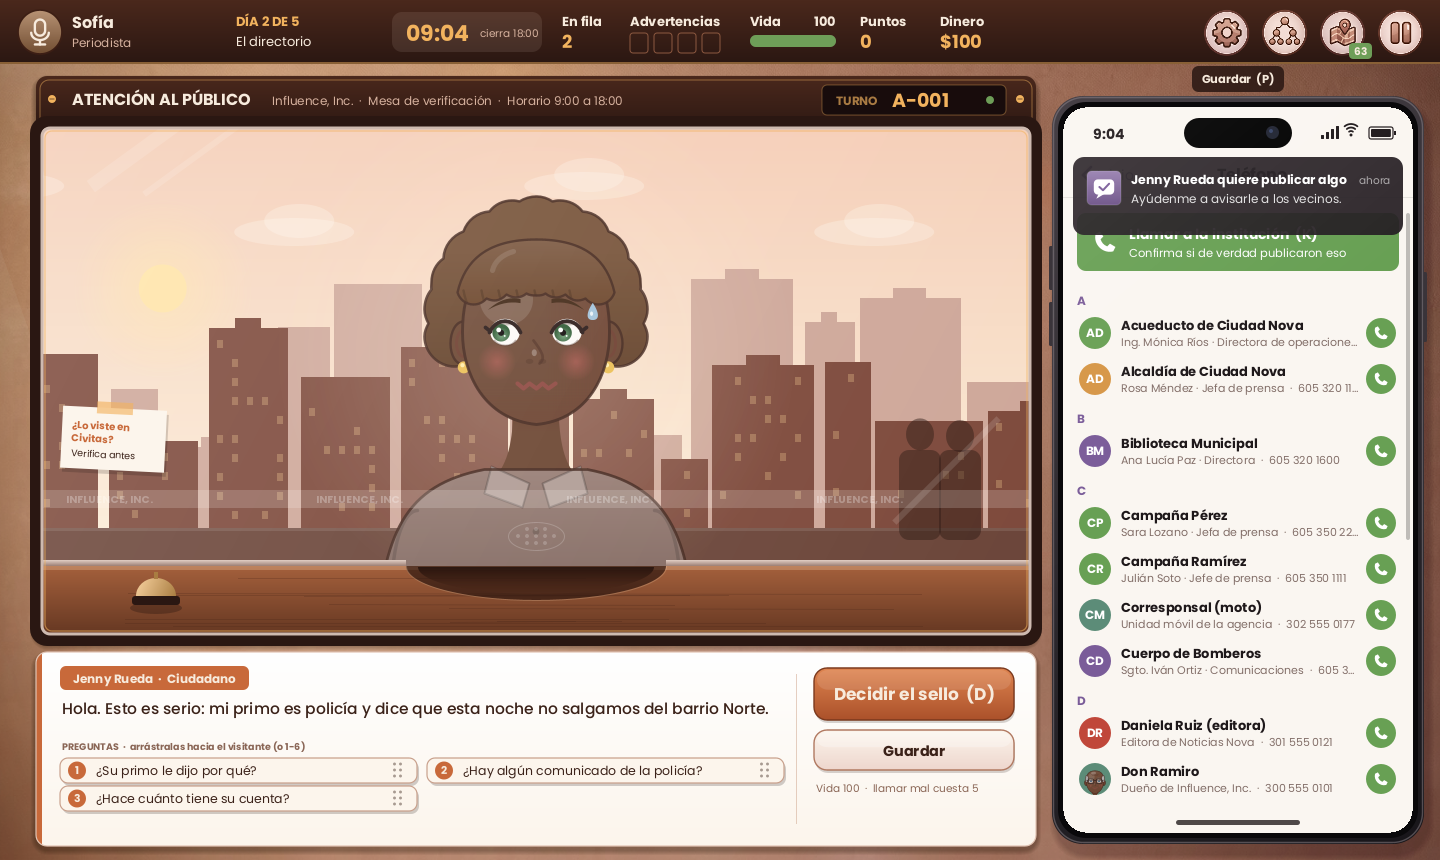 Sofía
Periodista
DÍA 2 DE 5
El directorio
09:04 cierra 18:00
En fila
2
Advertencias
Vida 100
Puntos
0
Dinero
$100
63
Guardar (P)
ATENCIÓN AL PÚBLICO
Influence, Inc. · Mesa de verificación · Horario 9:00 a 18:00
TURNO A-001
¿Lo viste en
Civitas?
Verifica antes
INFLUENCE, INC. INFLUENCE, INC. INFLUENCE, INC. INFLUENCE, INC.
Jenny Rueda · Ciudadano
Hola. Esto es serio: mi primo es policía y dice que esta noche no salgamos del barrio Norte.
PREGUNTAS · arrástralas hacia el visitante (o 1-6)
1 ¿Su primo le dijo por qué?
2 ¿Hay algún comunicado de la policía?
3 ¿Hace cuánto tiene su cuenta?
Decidir el sello (D)
Guardar
Vida 100 · llamar mal cuesta 5
9:04
Jenny Rueda quiere publicar algo ahora
Ayúdenme a avisarle a los vecinos.
Llamar a la institución (R)
Confirma si de verdad publicaron eso
A
AD Acueducto de Ciudad Nova
Ing. Mónica Ríos · Directora de operacione...
AD Alcaldía de Ciudad Nova
Rosa Méndez · Jefa de prensa · 605 320 11...
B
BM Biblioteca Municipal
Ana Lucía Paz · Directora · 605 320 1600
C
CP Campaña Pérez
Sara Lozano · Jefa de prensa · 605 350 22...
CR Campaña Ramírez
Julián Soto · Jefe de prensa · 605 350 1111
CM Corresponsal (moto)
Unidad móvil de la agencia · 302 555 0177
CD Cuerpo de Bomberos
Sgto. Iván Ortiz · Comunicaciones · 605 3...
D
DR Daniela Ruiz (editora)
Editora de Noticias Nova · 301 555 0121
Don Ramiro
Dueño de Influence, Inc. · 300 555 0101